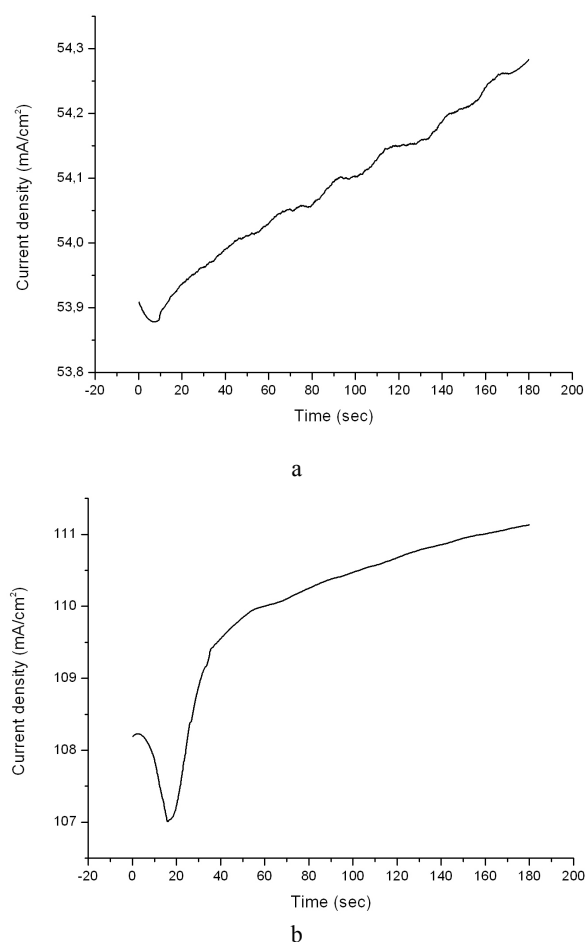 54,3
54,2
54,1
54,0
53,9
53,8
Current density (mA/cm²)
-20 0 20 40 60 80 100 120 140 160 180 200
Time (sec)
a
111
110
109
108
107
Current density (mA/cm²)
-20 0 20 40 60 80 100 120 140 160 180 200
Time (sec)
b